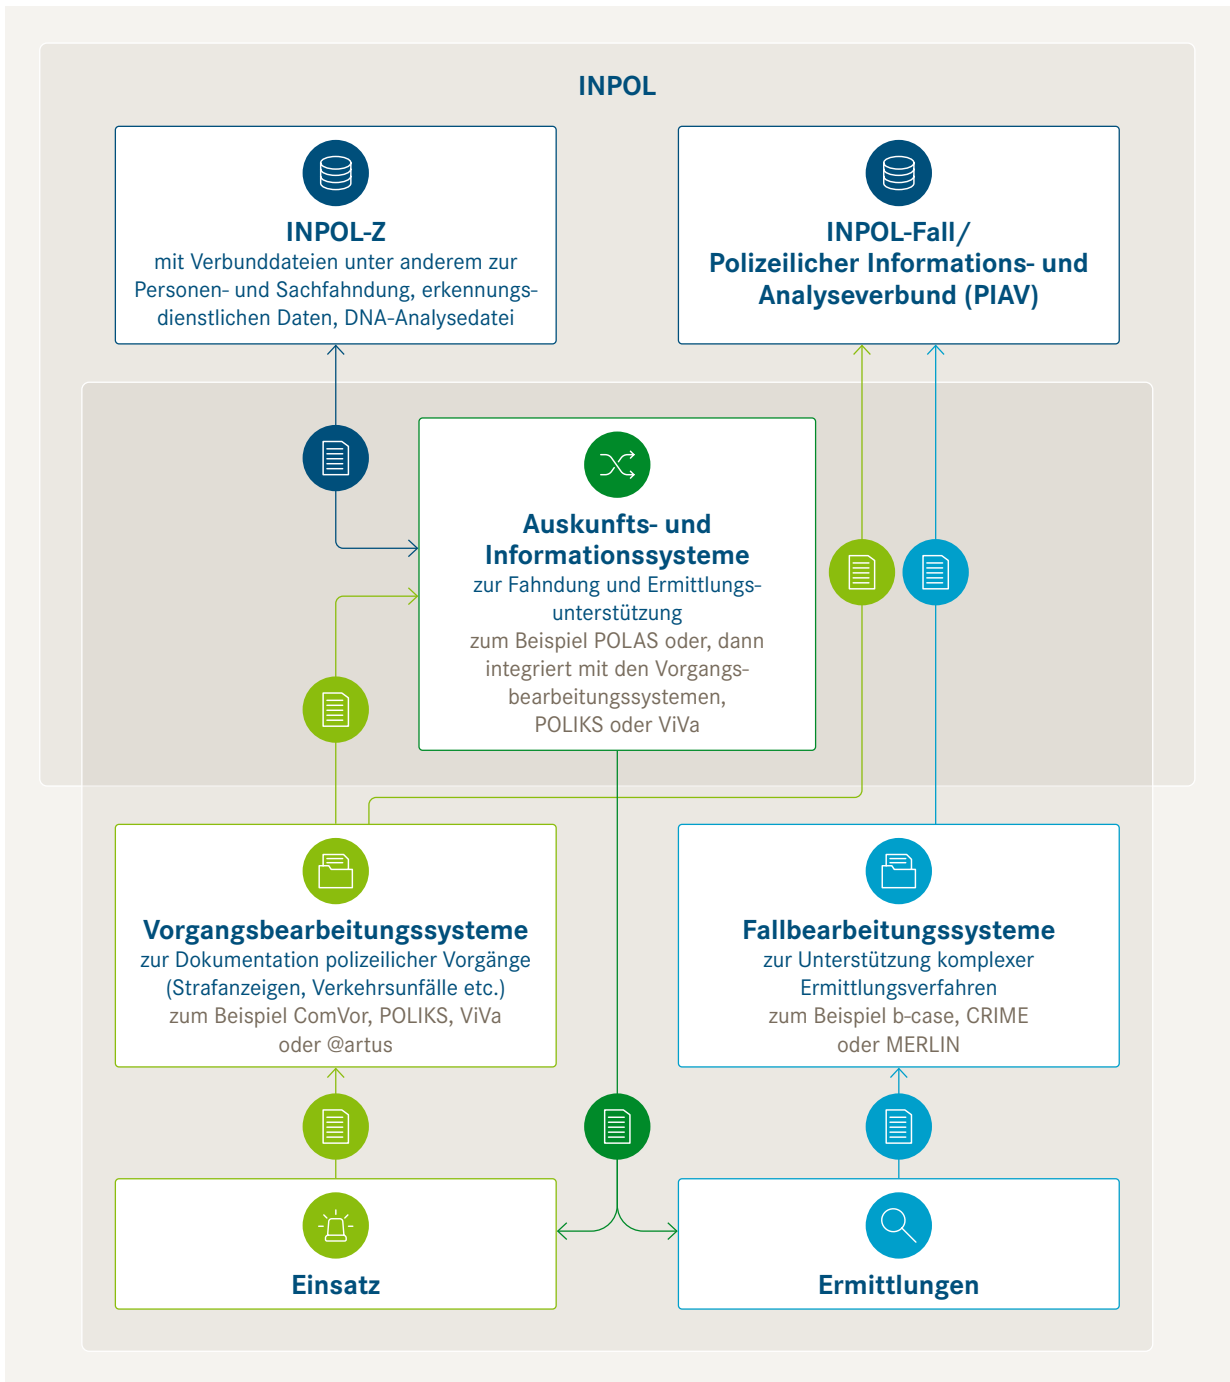 INPOL
INPOL-Z
mit Verbunddateien unter anderem zur
Personen- und Sachfahndung, erkennungs-
dienstlichen Daten, DNA-Analysedatei
INPOL-Fall/
Polizeilicher Informations- und
Analyseverbund (PIAV)
Auskunfts- und
Informationssysteme
zur Fahndung und Ermittlungs-
unterstützung
zum Beispiel POLAS oder, dann
integriert mit den Vorgangs-
bearbeitungssystemen,
POLIKS oder ViVa
Vorgangsbearbeitungssysteme
zur Dokumentation polizeilicher Vorgänge
(Strafanzeigen, Verkehrsunfälle etc.)
zum Beispiel ComVor, POLIKS, ViVa
oder @artus
Fallbearbeitungssysteme
zur Unterstützung komplexer
Ermittlungsverfahren
zum Beispiel b-case, CRIME
oder MERLIN
Einsatz
Ermittlungen